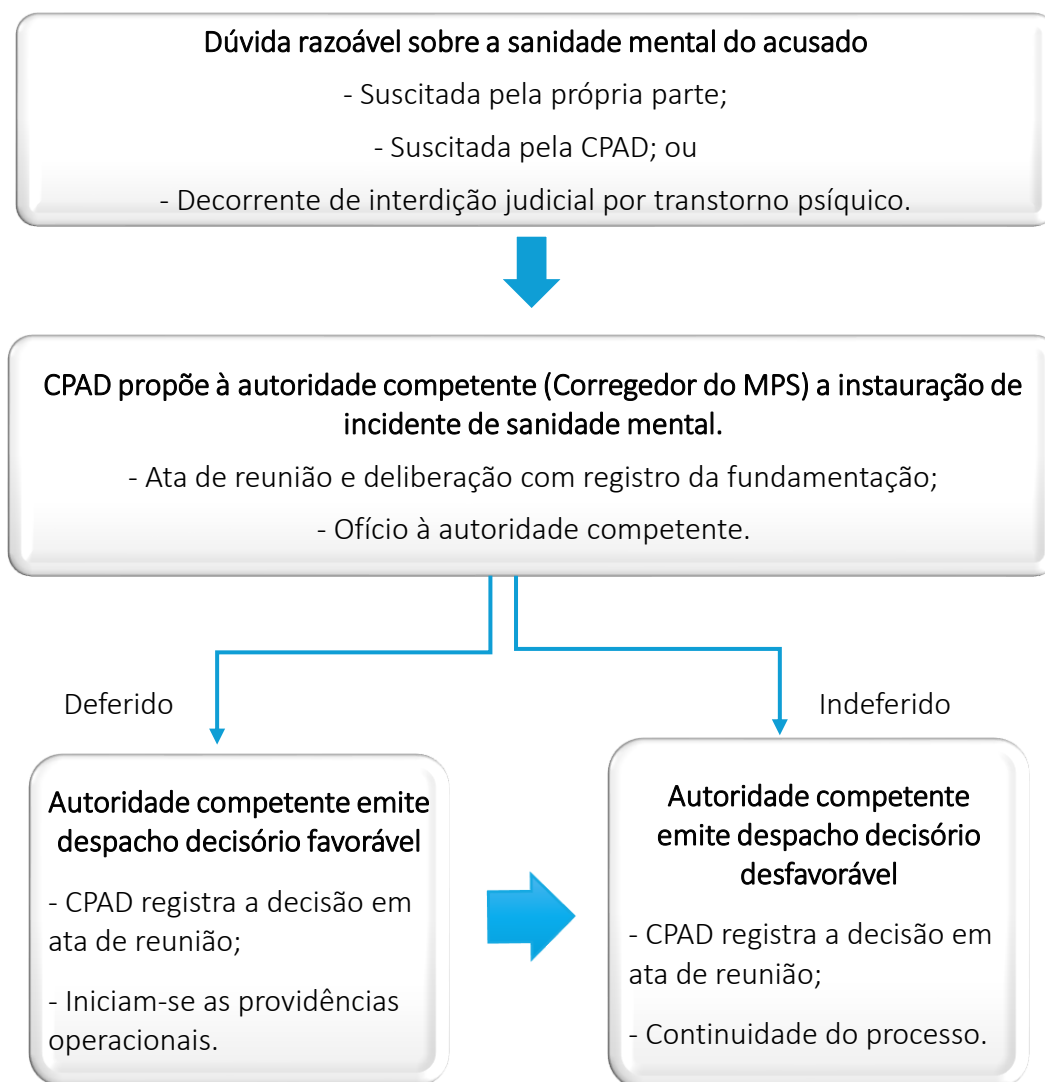 Dúvida razoável sobre a sanidade mental do acusado
- Suscitada pela própria parte;
- Suscitada pela CPAD; ou
- Decorrente de interdição judicial por transtorno psíquico.
CPAD propõe à autoridade competente (Corregedor do MPS) a instauração de
incidente de sanidade mental.
- Ata de reunião e deliberação com registro da fundamentação;
- Ofício à autoridade competente.
Deferido
Indeferido
Autoridade competente emite
despacho decisório favorável
- CPAD registra a decisão em
ata de reunião;
- Iniciam-se as providências
operacionais.
Autoridade competente
emite despacho decisório
desfavorável
- CPAD registra a decisão em
ata de reunião;
- Continuidade do processo.